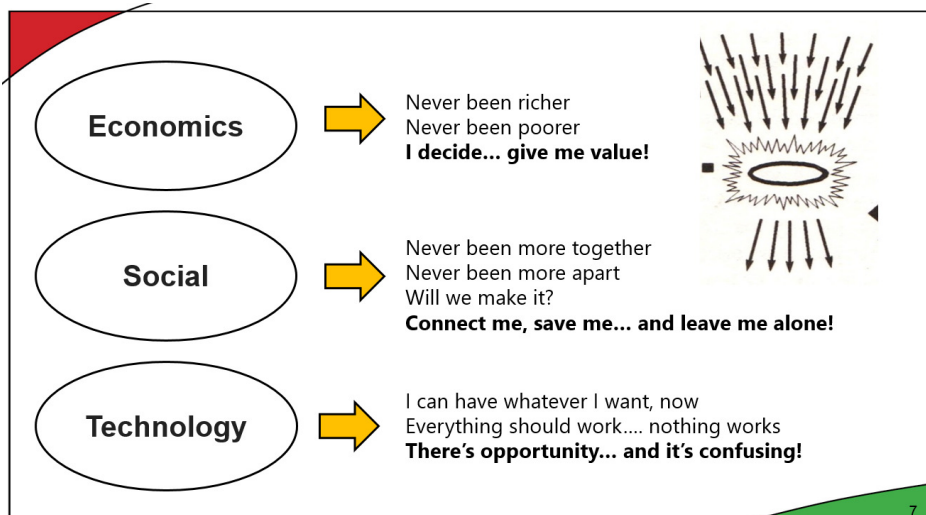 Economics
Never been richer
Never been poorer
I decide... give me value!
Social
Never been more together
Never been more apart
Will we make it?
Connect me, save me... and leave me alone!
Technology
I can have whatever I want, now
Everything should work.... nothing works
There’s opportunity... and it’s confusing!
7